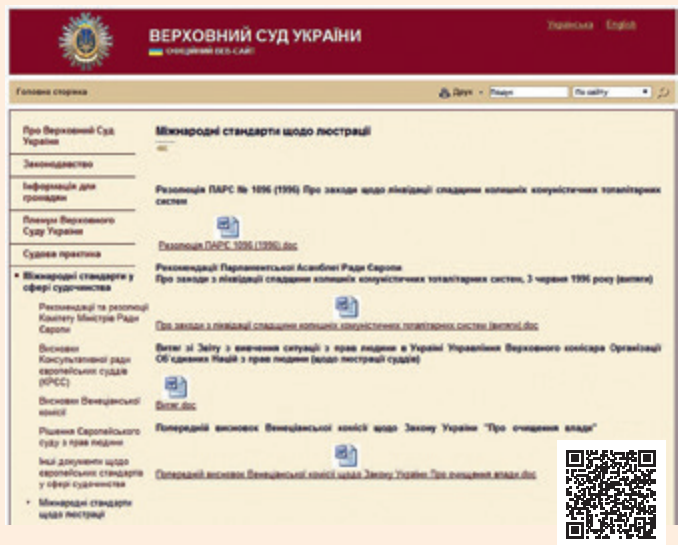 Українська English
ВЕРХОВНИЙ СУД УКРАЇНИ
ОФІЦІЙНИЙ ВЕБ-САЙТ
Головна сторінка
Друк
Пошук
По сайту
Про Верховний Суд
України
Законодавство
Інформація для
громадян
Пленум Верховного
Суду України
Судова практика
Міжнародні стандарти у
сфері судочинства
Рекомендації та резолюції
Комітету Міністрів Ради
Європи
Висновки
Консультативної ради
європейських суддів
(КРЄС)
Висновки Венеціанської
комісії
Рішення Європейського
суду з прав людини
Інші документи щодо
європейських стандартів
у сфері судочинства
Міжнародні стандарти
щодо люстрації
Міжнародні стандарти щодо люстрації
Резолюція ПАРЄ № 1096 (1996) Про заходи щодо ліквідації спадщини колишніх комуністичних тоталітарних
систем
Резолюція ПАРЄ 1096 (1996).doc
Рекомендації Парламентської Асамблеї Ради Європи
Про заходи з ліквідації спадщини колишніх комуністичних тоталітарних систем, 3 червня 1996 року (витяги)
Про заходи з ліквідації спадщини колишніх комуністичних тоталітарних систем (витяги).doc
Витяг зі Звіту з вивчення ситуації з прав людини в Україні Управління Верховного комісара Організації
Об'єднаних Націй з прав людини (щодо люстрації суддів)
Витяг.doc
Попередній висновок Венеціанської комісії щодо Закону України "Про очищення влади"
Попередній висновок Венеціанської комісії щодо Закону України Про очищення влади.doc